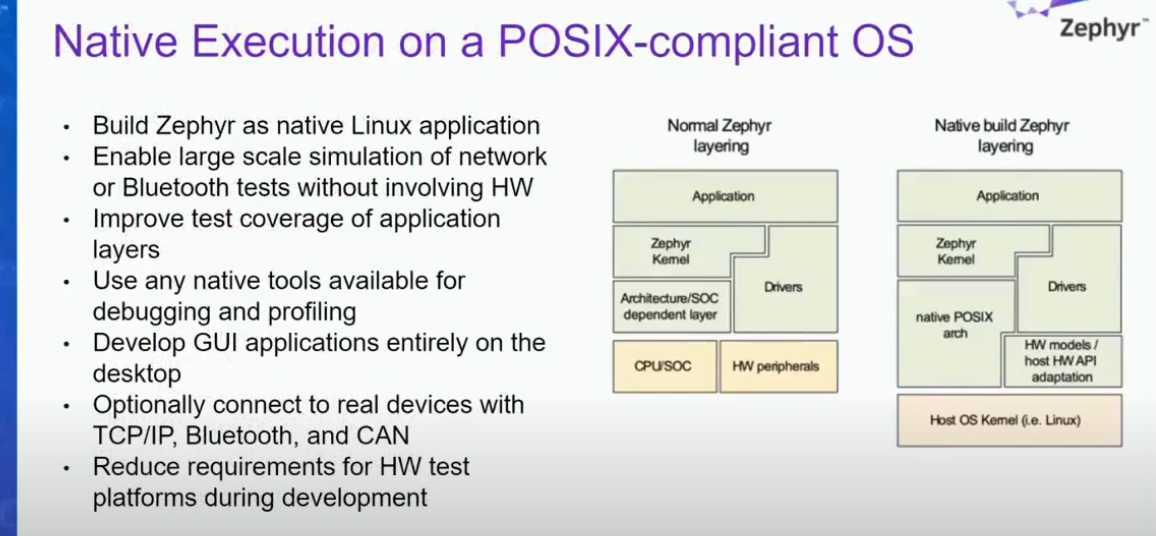 Native Execution on a POSIX-compliant OS
Zephyr™
• Build Zephyr as native Linux application
• Enable large scale simulation of network
or Bluetooth tests without involving HW
• Improve test coverage of application
layers
• Use any native tools available for
debugging and profiling
• Develop GUI applications entirely on the
desktop
• Optionally connect to real devices with
TCP/IP, Bluetooth, and CAN
• Reduce requirements for HW test
platforms during development
Normal Zephyr
layering
Application
Zephyr
Kernel
Drivers
Architecture/SOC
dependent layer
CPU/SOC
HW peripherals
Native build Zephyr
layering
Application
Zephyr
Kernel
Drivers
native POSIX
arch
HW models /
host HW API
adaptation
Host OS Kernel (i.e. Linux)